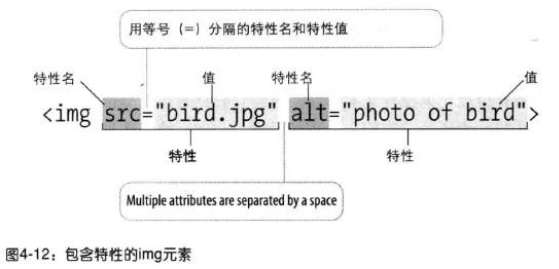 用等号（=）分隔的特性名和特性值
特性名 值 特性名 值
<img src="bird.jpg" alt="photo of bird">
特性 特性
Multiple attributes are separated by a space
图4-12：包含特性的img元素